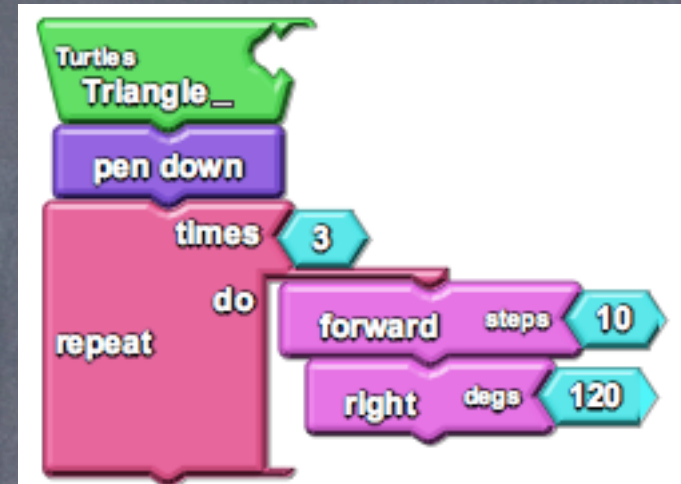 Turtles
Triangle_
pen down
times 3
do
repeat
forward steps 10
right degs 120